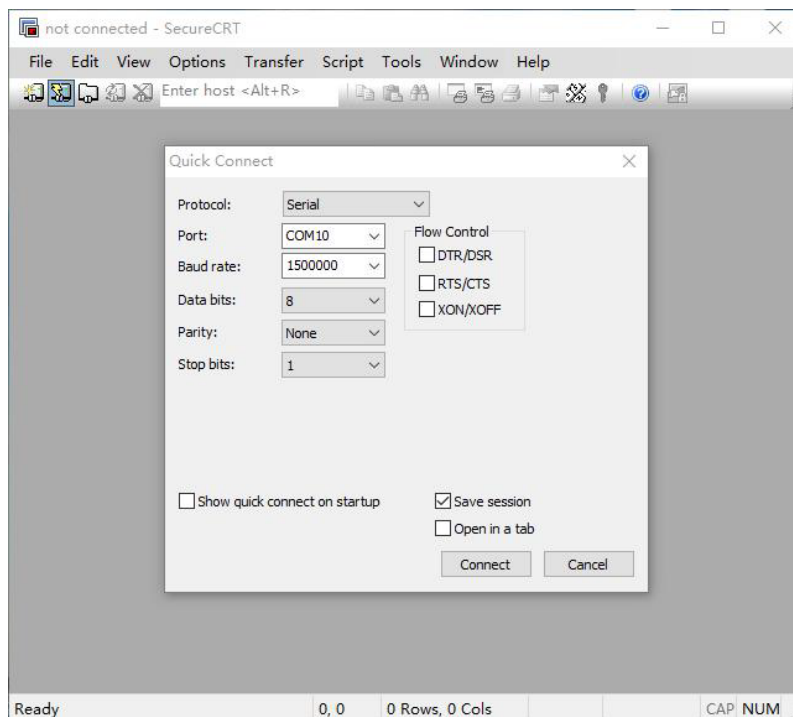 not connected - SecureCRT
File Edit View Options Transfer Script Tools Window Help
Enter host <Alt+R>
Quick Connect
Protocol: Serial
Port: COM10
Flow Control
DTR/DSR
Baud rate: 1500000
RTS/CTS
Data bits: 8
XON/XOFF
Parity: None
Stop bits: 1
Show quick connect on startup
Save session
Open in a tab
Connect Cancel
Ready 0, 0 0 Rows, 0 Cols CAP NUM